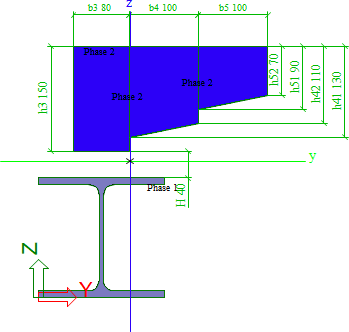 b3 80
z
b4 100
b5 100
Phase 2
Phase 2
Phase 2
h3 150
h52 70
h51 90
h42 110
h41 130
y
Phase 1
H 40
Z
Y